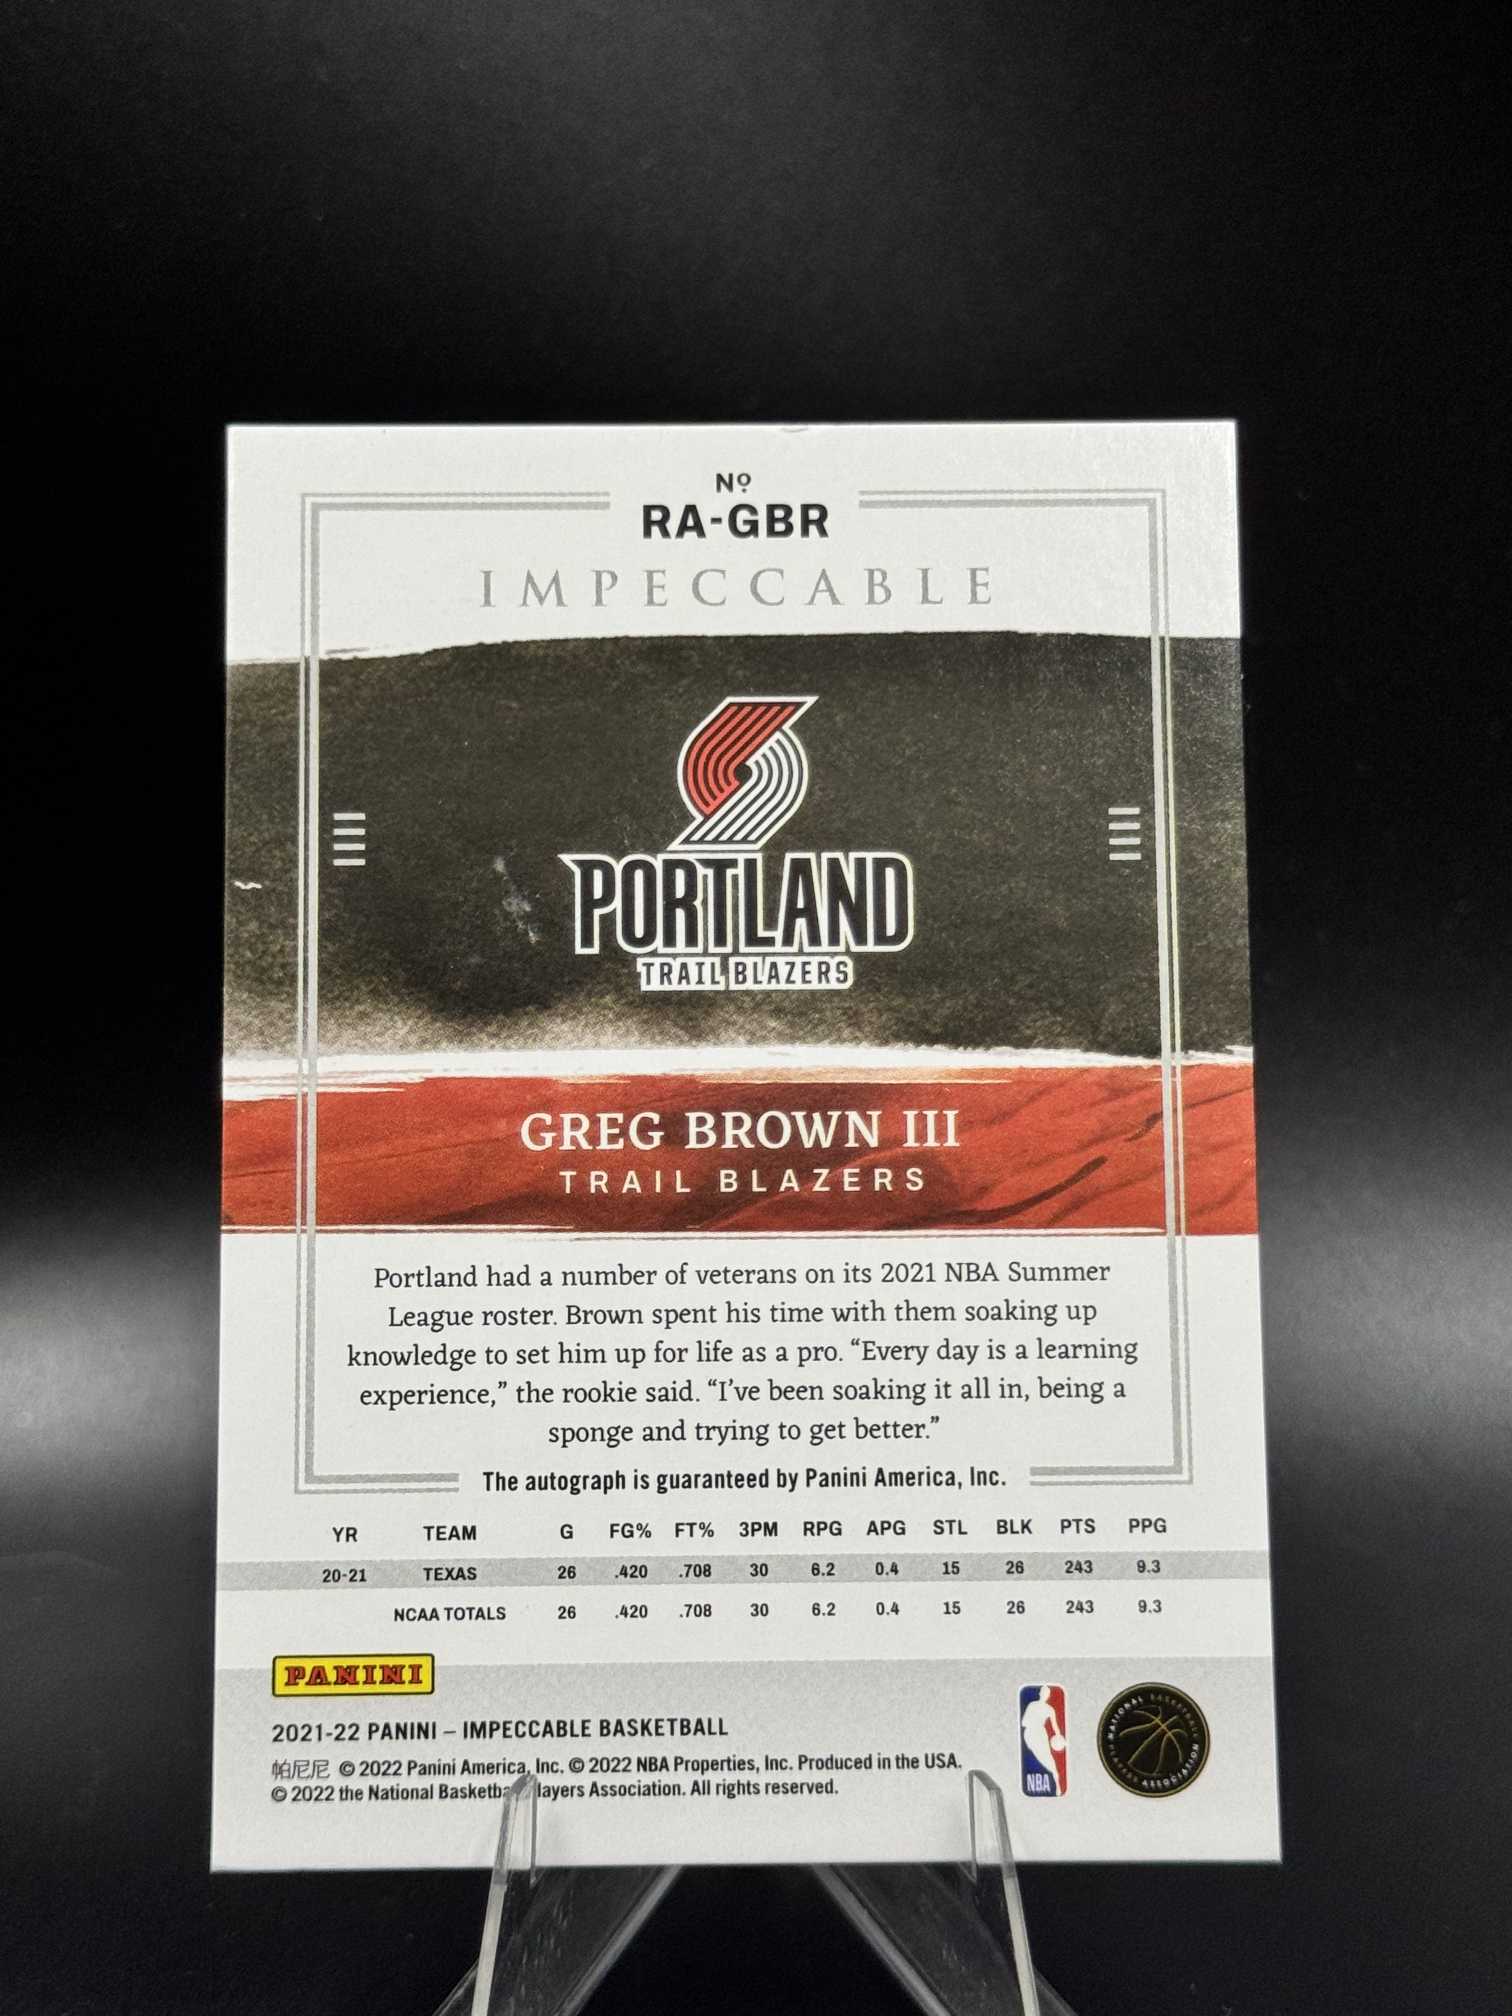 Nº
RA-GBR
IMPECCABLE
PORTLAND
TRAIL BLAZERS
GREG BROWN III
TRAIL BLAZERS
Portland had a number of veterans on its 2021 NBA Summer
League roster. Brown spent his time with them soaking up
knowledge to set him up for life as a pro. “Every day is a learning
experience,” the rookie said. “I’ve been soaking it all in, being a
sponge and trying to get better.”
The autograph is guaranteed by Panini America, Inc.
YR TEAM G FG% FT% 3PM RPG APG STL BLK PTS PPG
20-21 TEXAS 26 .420 .708 30 6.2 0.4 15 26 243 9.3
NCAA TOTALS 26 .420 .708 30 6.2 0.4 15 26 243 9.3
PANINI
2021-22 PANINI – IMPECCABLE BASKETBALL
帕尼尼 © 2022 Panini America, Inc. © 2022 NBA Properties, Inc. Produced in the USA.
© 2022 the National Basketball Players Association. All rights reserved.
NBA
NATIONAL BASKETBALL
PLAYERS ASSOCIATION